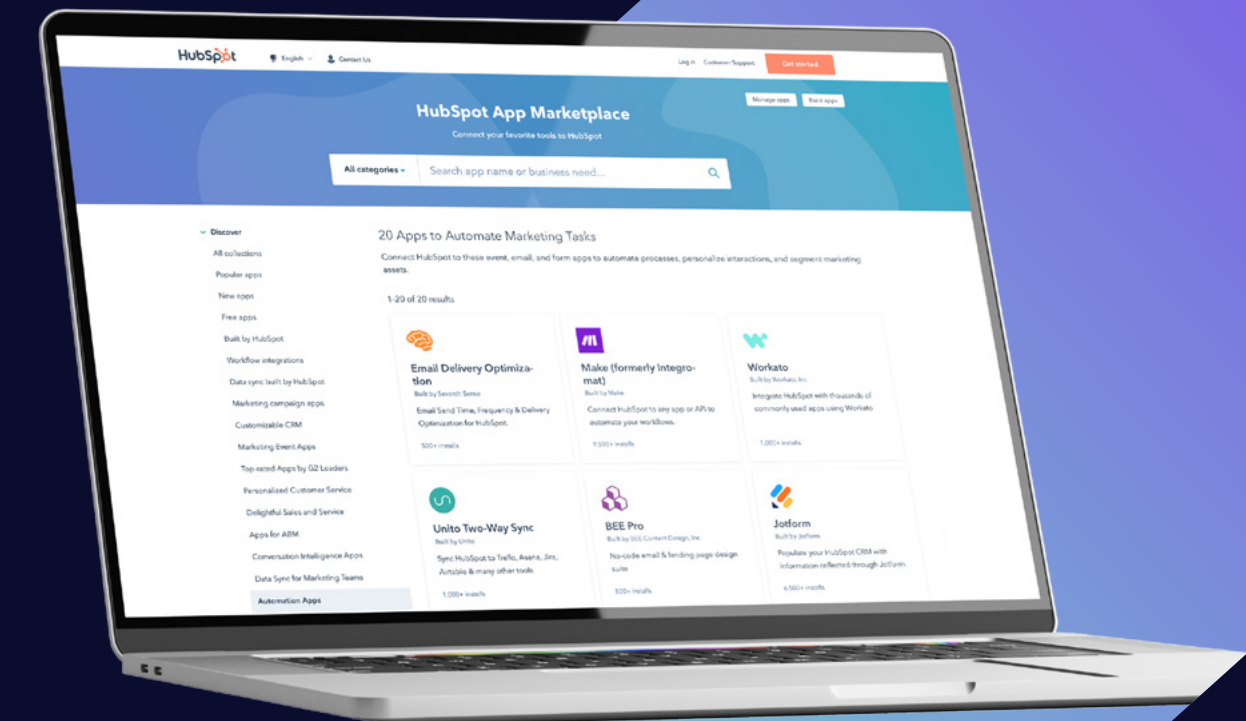 HubSpot
English
Contact Us
Log in
Customer Support
Get started
HubSpot App Marketplace
Connect your favorite tools to HubSpot
Manage apps
Build apps
All categories
Search app name or business need...
Discover
All collections
Popular apps
New apps
Free apps
Built by HubSpot
Workflow integrations
Data sync built by HubSpot
Marketing campaign apps
Customizable CRM
Marketing Event Apps
Top-rated Apps by G2 Leaders
Personalized Customer Service
Delightful Sales and Service
Apps for ABM
Conversation Intelligence Apps
Data Sync for Marketing Teams
Automation Apps
20 Apps to Automate Marketing Tasks
Connect HubSpot to these event, email, and form apps to automate processes, personalize interactions, and segment marketing
assets.
1-20 of 20 results
Email Delivery Optimiza-
tion
Built by Seventh Sense
Email Send Time, Frequency & Delivery
Optimization for HubSpot.
500+ installs
Make (formerly Integro-
mat)
Built by Make
Connect HubSpot to any app or API to
automate your workflows.
9,500+ installs
Workato
Built by Workato, Inc
Integrate HubSpot with thousands of
commonly used apps using Workato
1,000+ installs
Unito Two-Way Sync
Built by Unito
Sync HubSpot to Trello, Asana, Jira,
Airtable & many other tools
1,000+ installs
BEE Pro
Built by BEE Content Design, Inc.
No-code email & landing page design
suite
500+ installs
Jotform
Built by Jotform
Populate your HubSpot CRM with
information collected through Jotform.
4,500+ installs